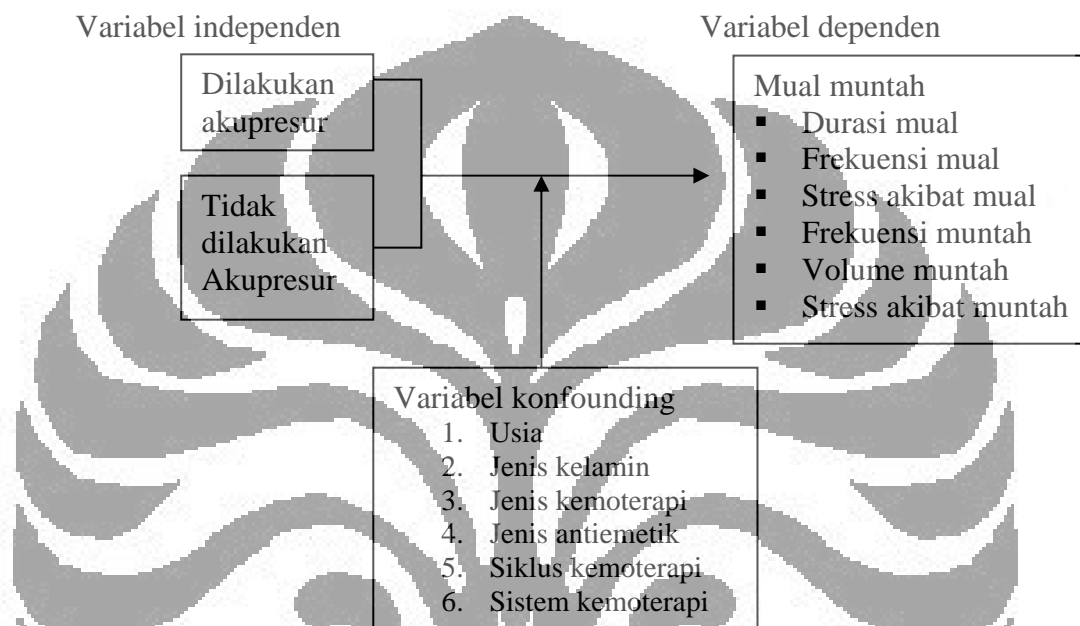 Variabel independen
Variabel dependen
Dilakukan
akupresur
Tidak
dilakukan
Akupresur
Mual muntah
▪ Durasi mual
▪ Frekuensi mual
▪ Stress akibat mual
▪ Frekuensi muntah
▪ Volume muntah
▪ Stress akibat muntah
Variabel konfounding
1. Usia
2. Jenis kelamin
3. Jenis kemoterapi
4. Jenis antiemetik
5. Siklus kemoterapi
6. Sistem kemoterapi